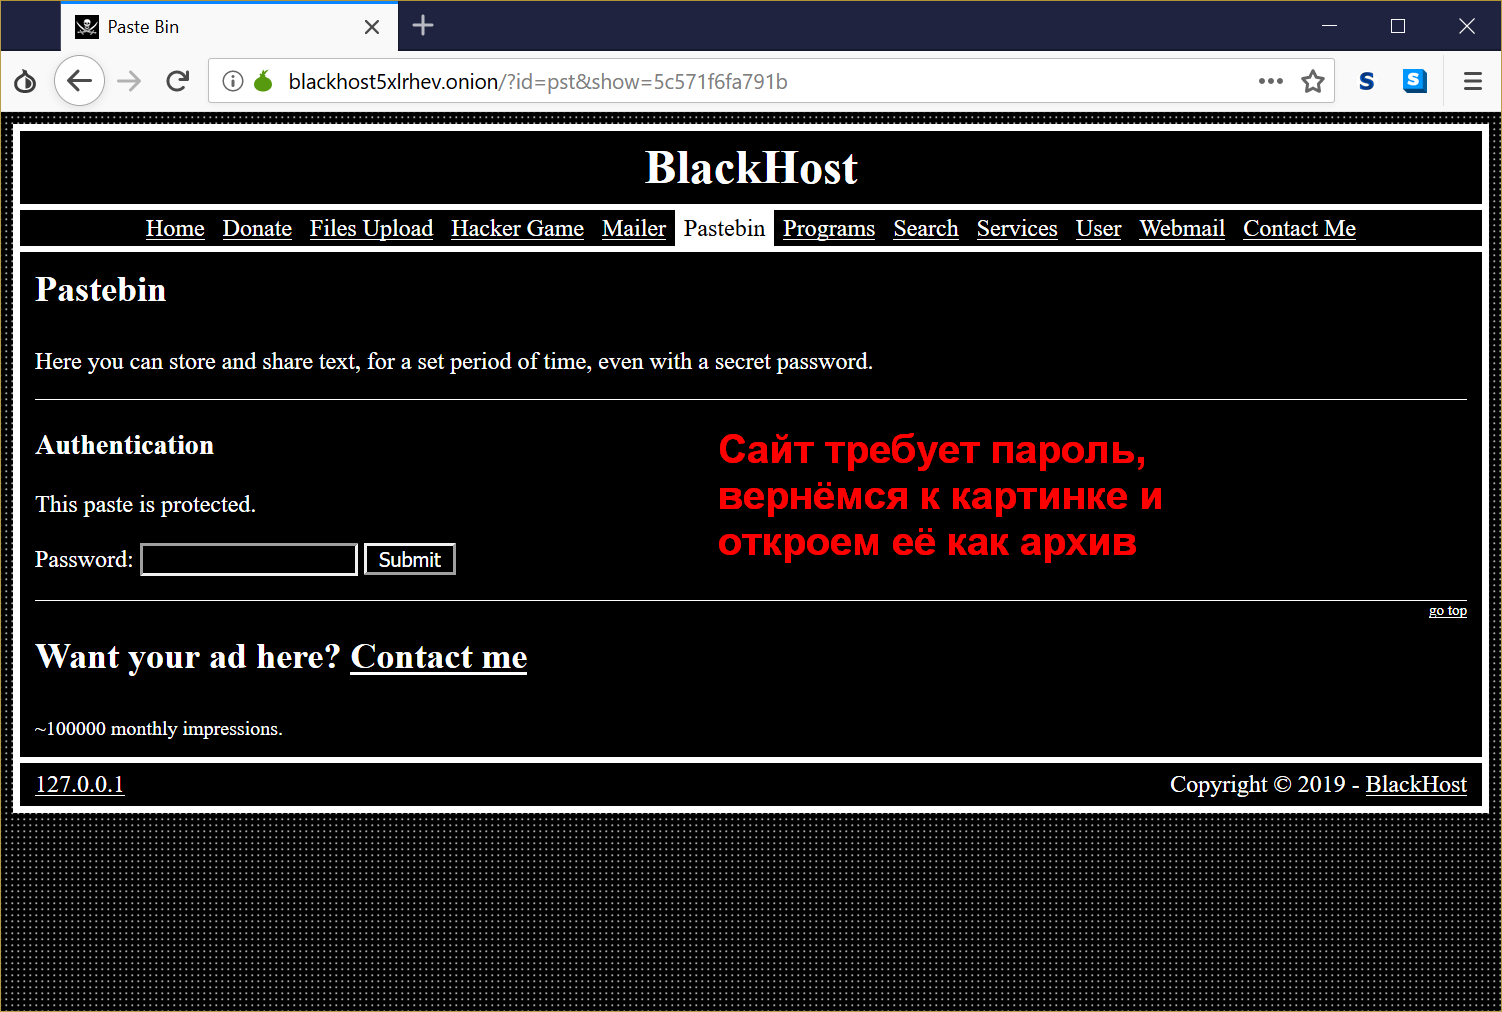 Paste Bin
blackhost5xlrhev.onion/?id=pst&show=5c571f6fa791b
S
S
BlackHost
Home Donate Files Upload Hacker Game Mailer Pastebin Programs Search Services User Webmail Contact Me
Pastebin
Here you can store and share text, for a set period of time, even with a secret password.
Authentication
This paste is protected.
Password: Submit
Сайт требует пароль,
вернёмся к картинке и
откроем её как архив
go top
Want your ad here? Contact me
~100000 monthly impressions.
127.0.0.1
Copyright © 2019 - BlackHost